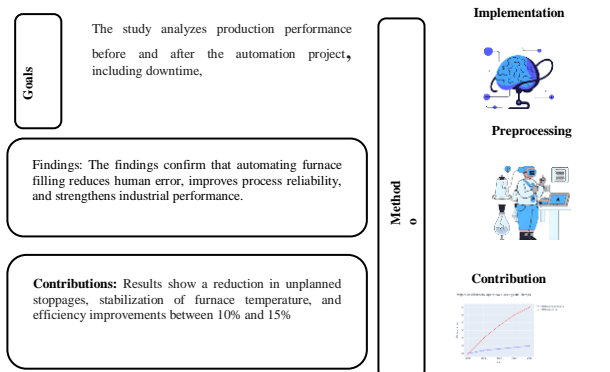 Goals
The study analyzes production performance
before and after the automation project,
including downtime,
Findings: The findings confirm that automating furnace
filling reduces human error, improves process reliability,
and strengthens industrial performance.
Contributions: Results show a reduction in unplanned
stoppages, stabilization of furnace temperature, and
efficiency improvements between 10% and 15%
Method
o
Implementation
Preprocessing
Contribution